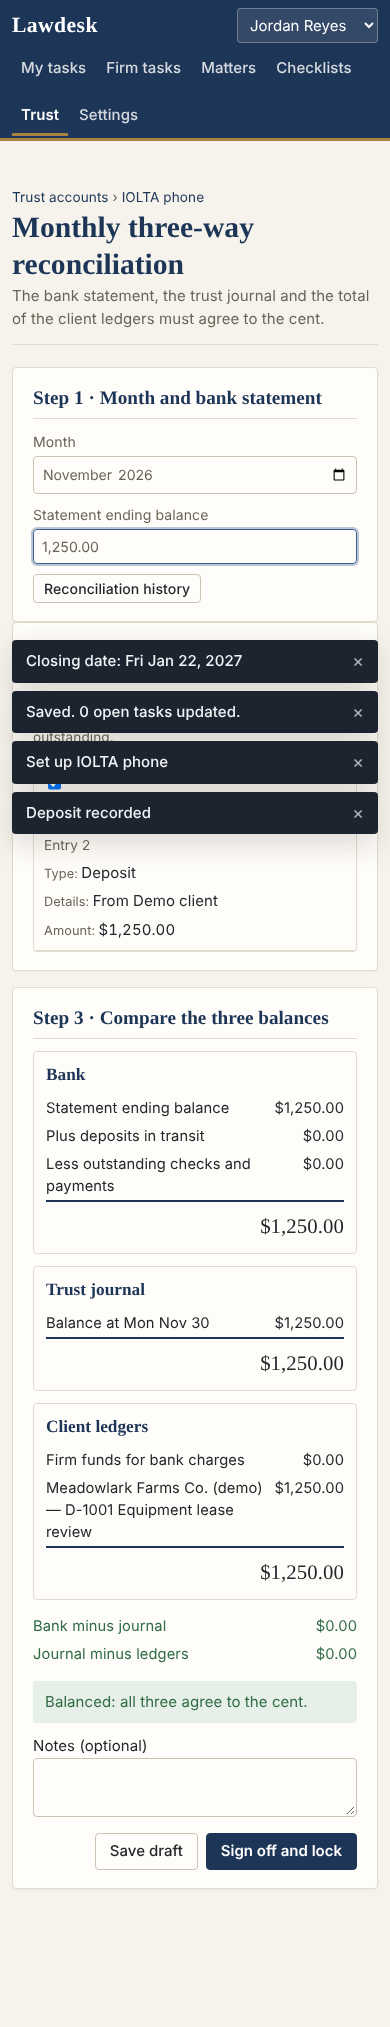 Lawdesk
Jordan Reyes
My tasks Firm tasks Matters Checklists
Trust Settings
Trust accounts › IOLTA phone
Monthly three-way
reconciliation
The bank statement, the trust journal and the total
of the client ledgers must agree to the cent.
Step 1 · Month and bank statement
Month
November 2026
Statement ending balance
1,250.00
Reconciliation history
Closing date: Fri Jan 22, 2027 ×
Saved. 0 open tasks updated. ×
outstanding.
Set up IOLTA phone ×
Deposit recorded ×
Entry 2
Type: Deposit
Details: From Demo client
Amount: $1,250.00
Step 3 · Compare the three balances
Bank
Statement ending balance $1,250.00
Plus deposits in transit $0.00
Less outstanding checks and $0.00
payments
$1,250.00
Trust journal
Balance at Mon Nov 30 $1,250.00
$1,250.00
Client ledgers
Firm funds for bank charges $0.00
Meadowlark Farms Co. (demo) $1,250.00
— D-1001 Equipment lease
review
$1,250.00
Bank minus journal $0.00
Journal minus ledgers $0.00
Balanced: all three agree to the cent.
Notes (optional)
Save draft Sign off and lock